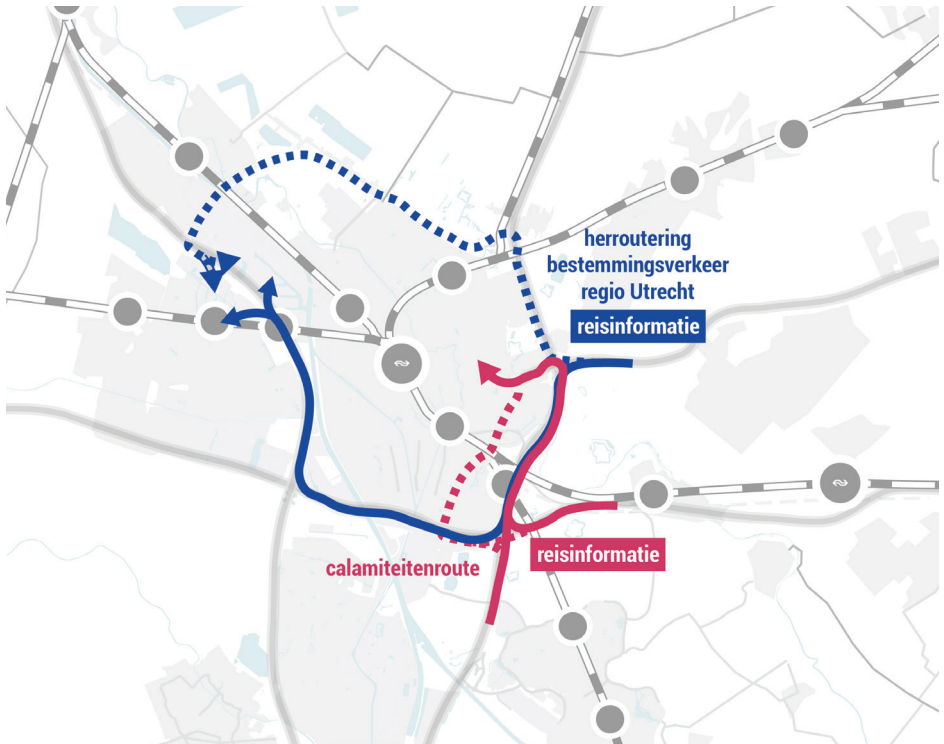 herroutering
bestemmingsverkeer
regio Utrecht
reisinformatie
calamiteitenroute
reisinformatie